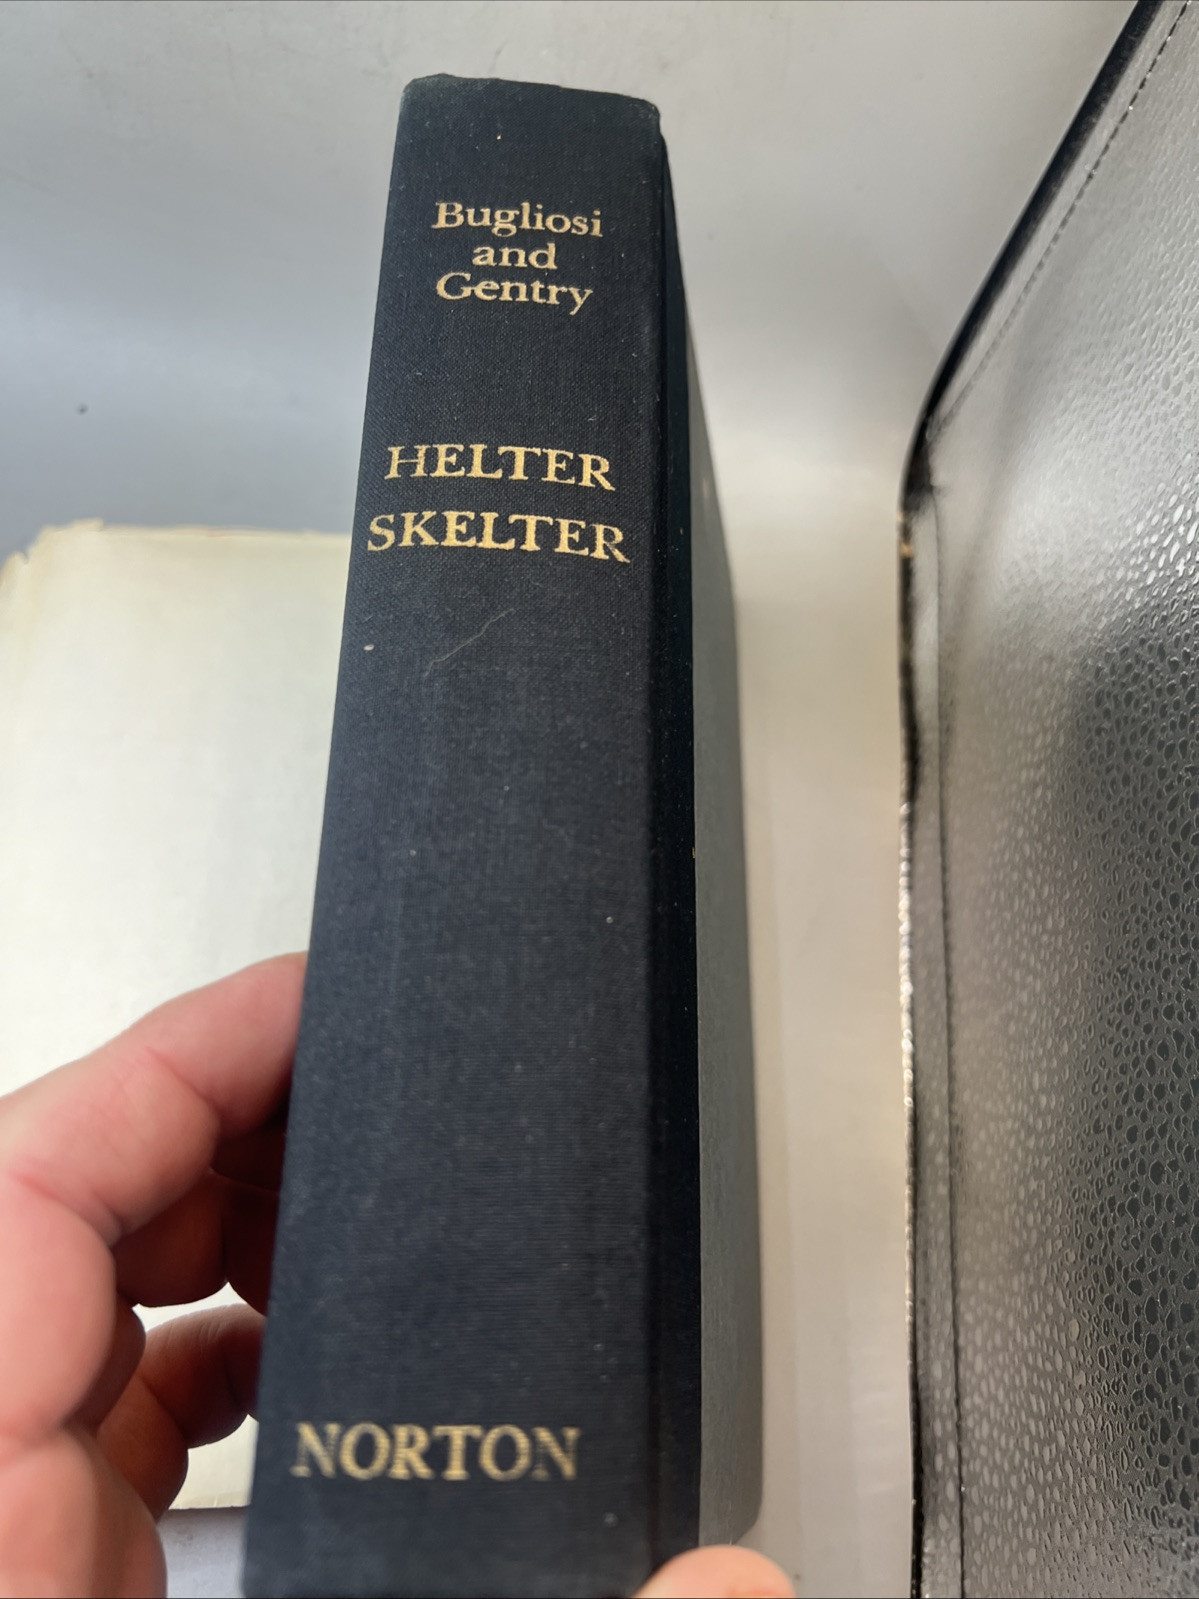 Bugliosi
and
Gentry
HELTER
SKELTER
NORTON